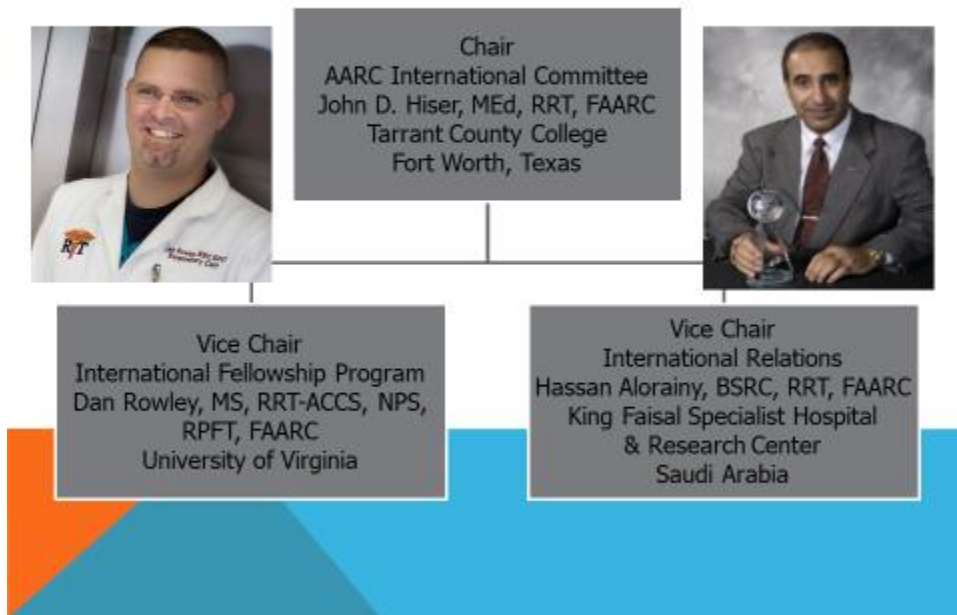 Chair
AARC International Committee
John D. Hiser, MEd, RRT, FAARC
Tarrant County College
Fort Worth, Texas
Vice Chair
International Fellowship Program
Dan Rowley, MS, RRT-ACCS, NPS,
RPFT, FAARC
University of Virginia
Vice Chair
International Relations
Hassan Alorainy, BSRC, RRT, FAARC
King Faisal Specialist Hospital
& Research Center
Saudi Arabia